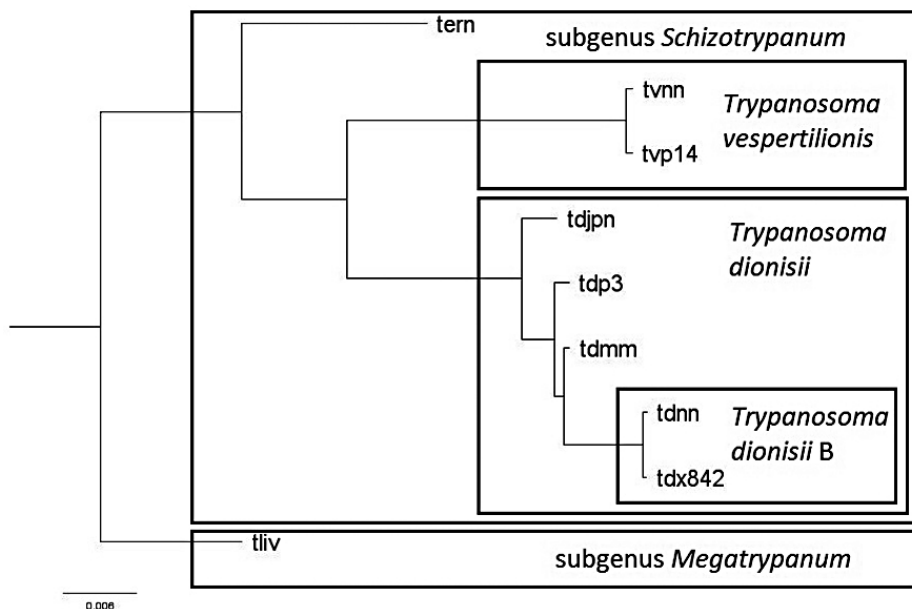 tern
subgenus Schizotrypanum
tvnn
Trypanosoma
vespertilionis
tvp14
tdjpn
Trypanosoma
dionisii
tdp3
tdmm
tdnn
Trypanosoma
dionisii B
tdx842
tliv
subgenus Megatrypanum
0.006